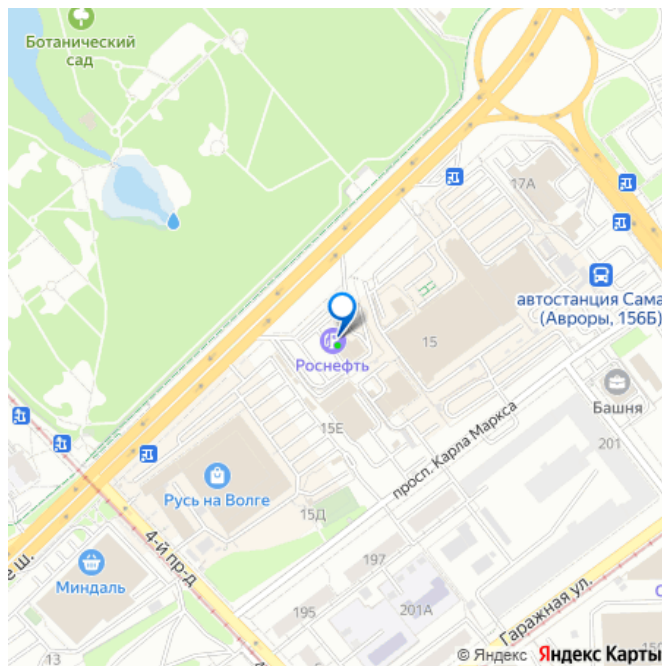 Ботанический
сад
17А
автостанция Сама
(Авроры, 156Б)
15
Роснефть
Башня
15Е
просп. Карла Маркса
201
Русь на Волге
15Д
4-й пр-д
е ш.
197
Миндаль
195
201А
Гаражная ул.
13
© Яндекс Яндекс Карты